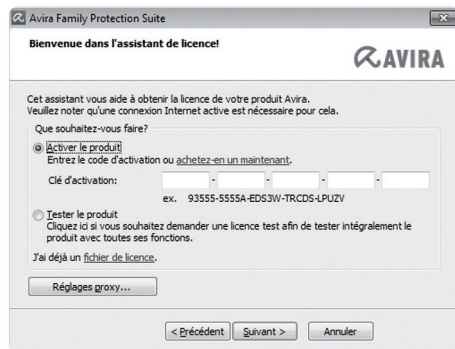 Avira Family Protection Suite
Bienvenue dans l'assistant de licence!
AVIRA
Cet assistant vous aide à obtenir la licence de votre produit Avira.
Veuillez noter qu'une connexion Internet active est nécessaire pour cela.
Que souhaitez-vous faire?
Activer le produit
Entrez le code d'activation ou achetez-en un maintenant.
Clé d'activation: - - - -
ex. 93555-5555A-EDS3W-TRCDS-LPUZV
Tester le produit
Cliquez ici si vous souhaitez demander une licence test afin de tester intégralement le
produit avec toutes ses fonctions.
J'ai déjà un fichier de licence.
Réglages proxy...
< Précédent Suivant > Annuler